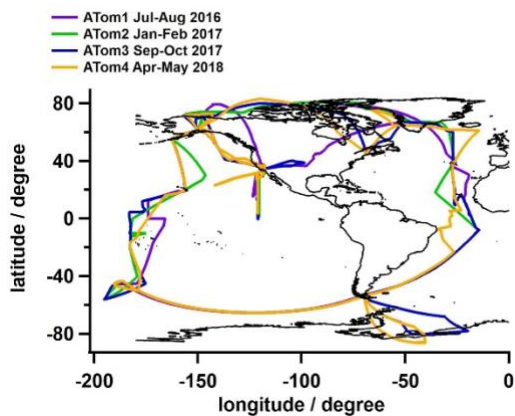 ATom1 Jul-Aug 2016
ATom2 Jan-Feb 2017
ATom3 Sep-Oct 2017
ATom4 Apr-May 2018
80
40
0
-40
-80
latitude / degree
-200
-150
-100
-50
0
longitude / degree